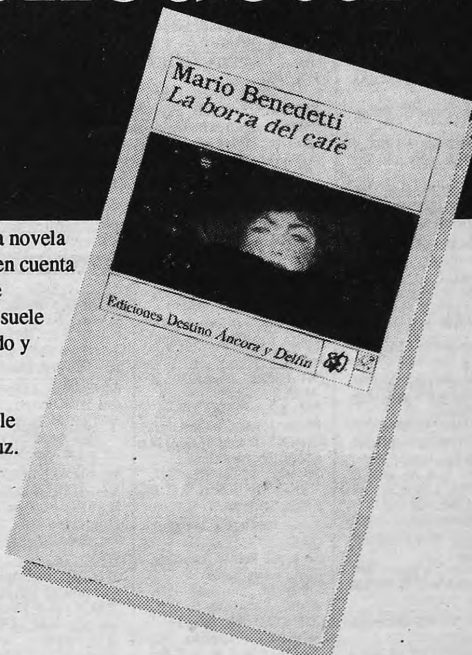 Mario Benedetti
La borra del café
Ediciones Destino Áncora y Delfín
a novela
en cuenta
suele
do y
le
uz.